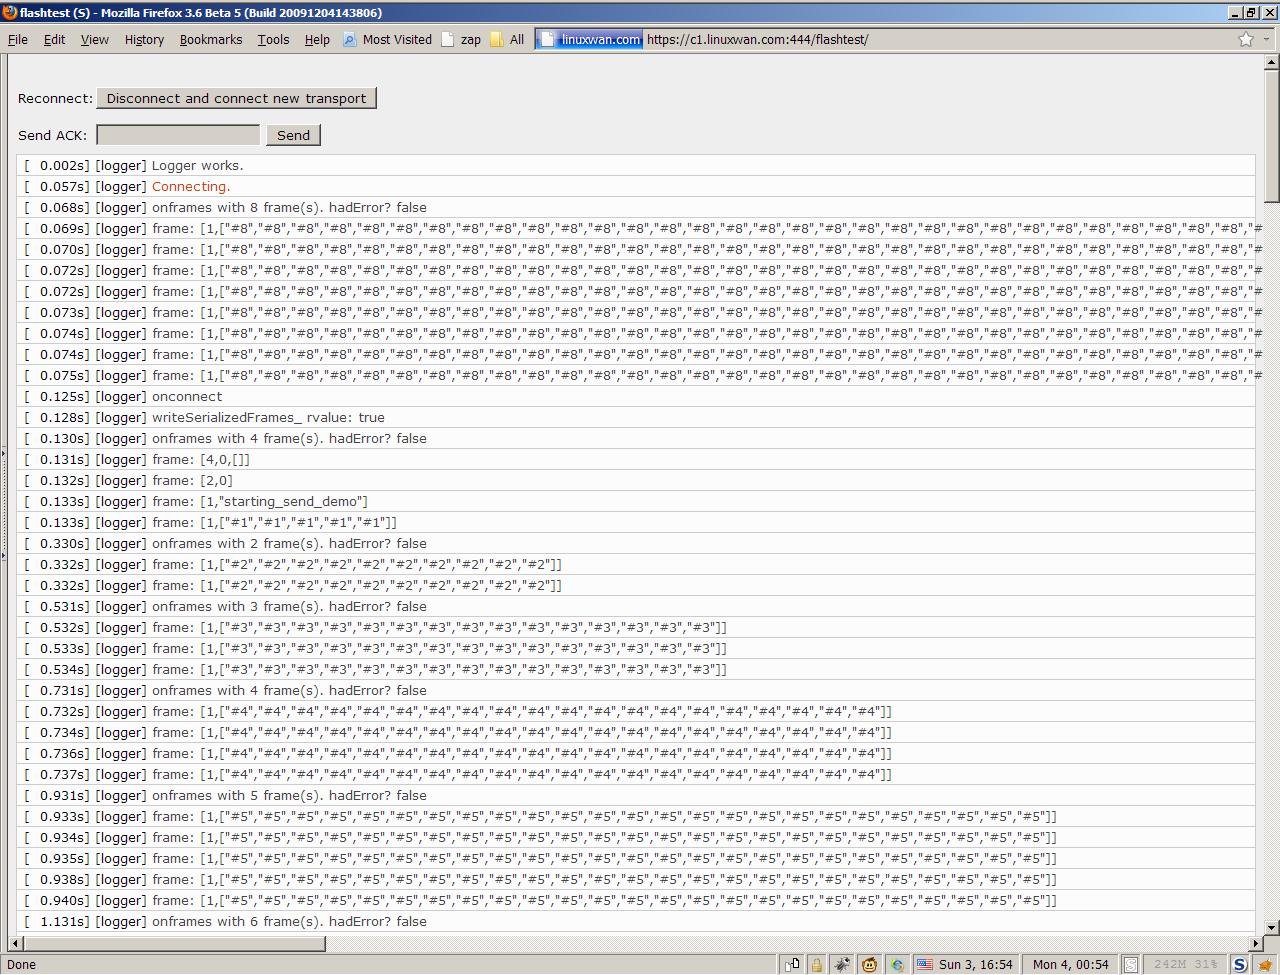 flashtest (S) - Mozilla Firefox 3.6 Beta 5 (Build 20091204143806)
File Edit View History Bookmarks Tools Help Most Visited zap All linuxwan.com https://c1.linuxwan.com:444/flashtest/
Reconnect: Disconnect and connect new transport
Send ACK: Send
[ 0.002s] [logger] Logger works.
[ 0.057s] [logger] Connecting.
[ 0.068s] [logger] onframes with 8 frame(s). hadError? false
[ 0.069s] [logger] frame: [1,["#8","#8","#8","#8","#8","#8","#8","#8","#8","#8","#8","#8","#8","#8","#8","#8","#8","#8","#8","#8","#8","#8","#8","#8","#8","#8","#8","#8","#8","#8","#8","#
[ 0.070s] [logger] frame: [1,["#8","#8","#8","#8","#8","#8","#8","#8","#8","#8","#8","#8","#8","#8","#8","#8","#8","#8","#8","#8","#8","#8","#8","#8","#8","#8","#8","#8","#8","#8","#8","#
[ 0.072s] [logger] frame: [1,["#8","#8","#8","#8","#8","#8","#8","#8","#8","#8","#8","#8","#8","#8","#8","#8","#8","#8","#8","#8","#8","#8","#8","#8","#8","#8","#8","#8","#8","#8","#8","#
[ 0.072s] [logger] frame: [1,["#8","#8","#8","#8","#8","#8","#8","#8","#8","#8","#8","#8","#8","#8","#8","#8","#8","#8","#8","#8","#8","#8","#8","#8","#8","#8","#8","#8","#8","#8","#8","#
[ 0.073s] [logger] frame: [1,["#8","#8","#8","#8","#8","#8","#8","#8","#8","#8","#8","#8","#8","#8","#8","#8","#8","#8","#8","#8","#8","#8","#8","#8","#8","#8","#8","#8","#8","#8","#8","#
[ 0.074s] [logger] frame: [1,["#8","#8","#8","#8","#8","#8","#8","#8","#8","#8","#8","#8","#8","#8","#8","#8","#8","#8","#8","#8","#8","#8","#8","#8","#8","#8","#8","#8","#8","#8","#8","#
[ 0.074s] [logger] frame: [1,["#8","#8","#8","#8","#8","#8","#8","#8","#8","#8","#8","#8","#8","#8","#8","#8","#8","#8","#8","#8","#8","#8","#8","#8","#8","#8","#8","#8","#8","#8","#8","#
[ 0.075s] [logger] frame: [1,["#8","#8","#8","#8","#8","#8","#8","#8","#8","#8","#8","#8","#8","#8","#8","#8","#8","#8","#8","#8","#8","#8","#8","#8","#8","#8","#8","#8","#8","#8","#8","#
[ 0.125s] [logger] onconnect
[ 0.128s] [logger] writeSerializedFrames_ rvalue: true
[ 0.130s] [logger] onframes with 4 frame(s). hadError? false
[ 0.131s] [logger] frame: [4,0,[]]
[ 0.132s] [logger] frame: [2,0]
[ 0.133s] [logger] frame: [1,"starting_send_demo"]
[ 0.133s] [logger] frame: [1,["#1","#1","#1","#1","#1"]]
[ 0.330s] [logger] onframes with 2 frame(s). hadError? false
[ 0.332s] [logger] frame: [1,["#2","#2","#2","#2","#2","#2","#2","#2","#2","#2"]]
[ 0.332s] [logger] frame: [1,["#2","#2","#2","#2","#2","#2","#2","#2","#2","#2"]]
[ 0.531s] [logger] onframes with 3 frame(s). hadError? false
[ 0.532s] [logger] frame: [1,["#3","#3","#3","#3","#3","#3","#3","#3","#3","#3","#3","#3","#3","#3","#3"]]
[ 0.533s] [logger] frame: [1,["#3","#3","#3","#3","#3","#3","#3","#3","#3","#3","#3","#3","#3","#3","#3"]]
[ 0.534s] [logger] frame: [1,["#3","#3","#3","#3","#3","#3","#3","#3","#3","#3","#3","#3","#3","#3","#3"]]
[ 0.731s] [logger] onframes with 4 frame(s). hadError? false
[ 0.732s] [logger] frame: [1,["#4","#4","#4","#4","#4","#4","#4","#4","#4","#4","#4","#4","#4","#4","#4","#4","#4","#4","#4","#4"]]
[ 0.734s] [logger] frame: [1,["#4","#4","#4","#4","#4","#4","#4","#4","#4","#4","#4","#4","#4","#4","#4","#4","#4","#4","#4","#4"]]
[ 0.736s] [logger] frame: [1,["#4","#4","#4","#4","#4","#4","#4","#4","#4","#4","#4","#4","#4","#4","#4","#4","#4","#4","#4","#4"]]
[ 0.737s] [logger] frame: [1,["#4","#4","#4","#4","#4","#4","#4","#4","#4","#4","#4","#4","#4","#4","#4","#4","#4","#4","#4","#4"]]
[ 0.931s] [logger] onframes with 5 frame(s). hadError? false
[ 0.933s] [logger] frame: [1,["#5","#5","#5","#5","#5","#5","#5","#5","#5","#5","#5","#5","#5","#5","#5","#5","#5","#5","#5","#5","#5","#5","#5","#5","#5"]]
[ 0.934s] [logger] frame: [1,["#5","#5","#5","#5","#5","#5","#5","#5","#5","#5","#5","#5","#5","#5","#5","#5","#5","#5","#5","#5","#5","#5","#5","#5","#5"]]
[ 0.935s] [logger] frame: [1,["#5","#5","#5","#5","#5","#5","#5","#5","#5","#5","#5","#5","#5","#5","#5","#5","#5","#5","#5","#5","#5","#5","#5","#5","#5"]]
[ 0.938s] [logger] frame: [1,["#5","#5","#5","#5","#5","#5","#5","#5","#5","#5","#5","#5","#5","#5","#5","#5","#5","#5","#5","#5","#5","#5","#5","#5","#5"]]
[ 0.940s] [logger] frame: [1,["#5","#5","#5","#5","#5","#5","#5","#5","#5","#5","#5","#5","#5","#5","#5","#5","#5","#5","#5","#5","#5","#5","#5","#5","#5"]]
[ 1.131s] [logger] onframes with 6 frame(s). hadError? false
Done Sun 3, 16:54 Mon 4, 00:54 242M 31%